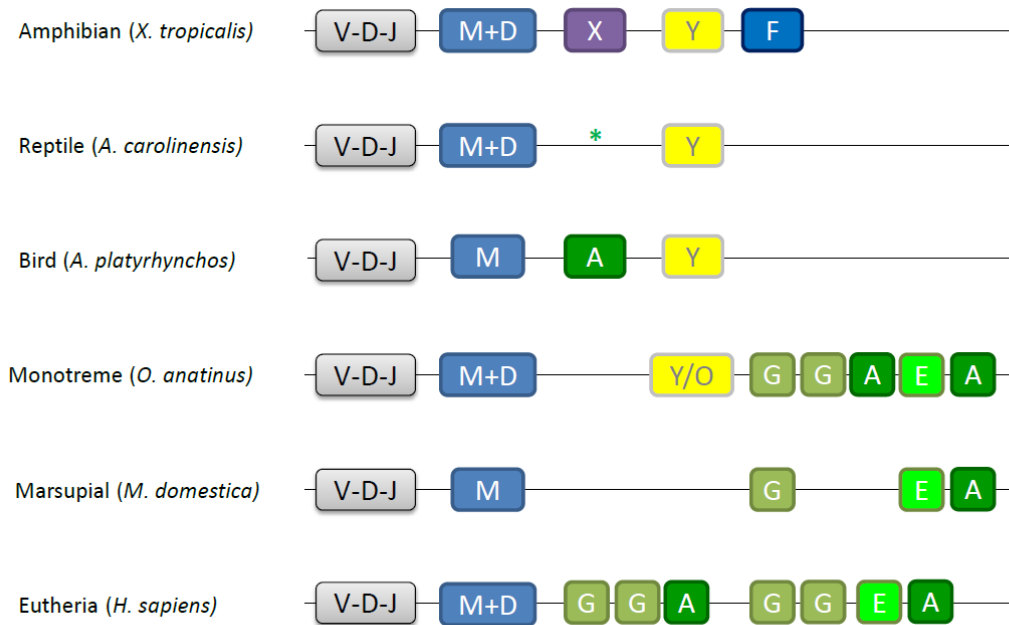 Amphibian (X. tropicalis) V-D-J M+D X Y F
Reptile (A. carolinensis) V-D-J M+D * Y
Bird (A. platyrhynchos) V-D-J M A Y
Monotreme (O. anatinus) V-D-J M+D Y/O G G A E A
Marsupial (M. domestica) V-D-J M G E A
Eutheria (H. sapiens) V-D-J M+D G G A G G E A